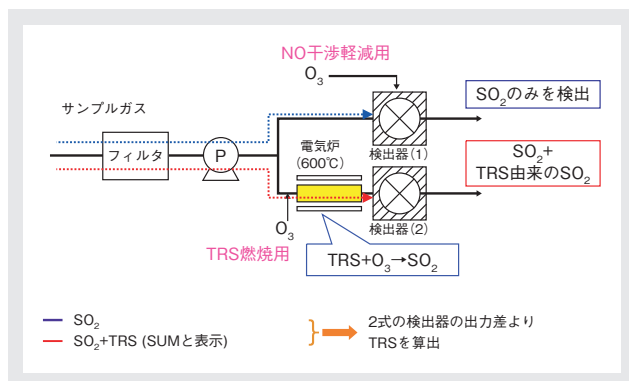 NO干渉軽減用
O₃
サンプルガス
フィルタ
P
電気炉
(600℃)
検出器(1)
SO₂のみを検出
SO₂+
TRS由来のSO₂
検出器(2)
O₃
TRS燃焼用
TRS+O₃→SO₂
SO₂
SO₂+TRS (SUMと表示)
2式の検出器の出力差より
TRSを算出